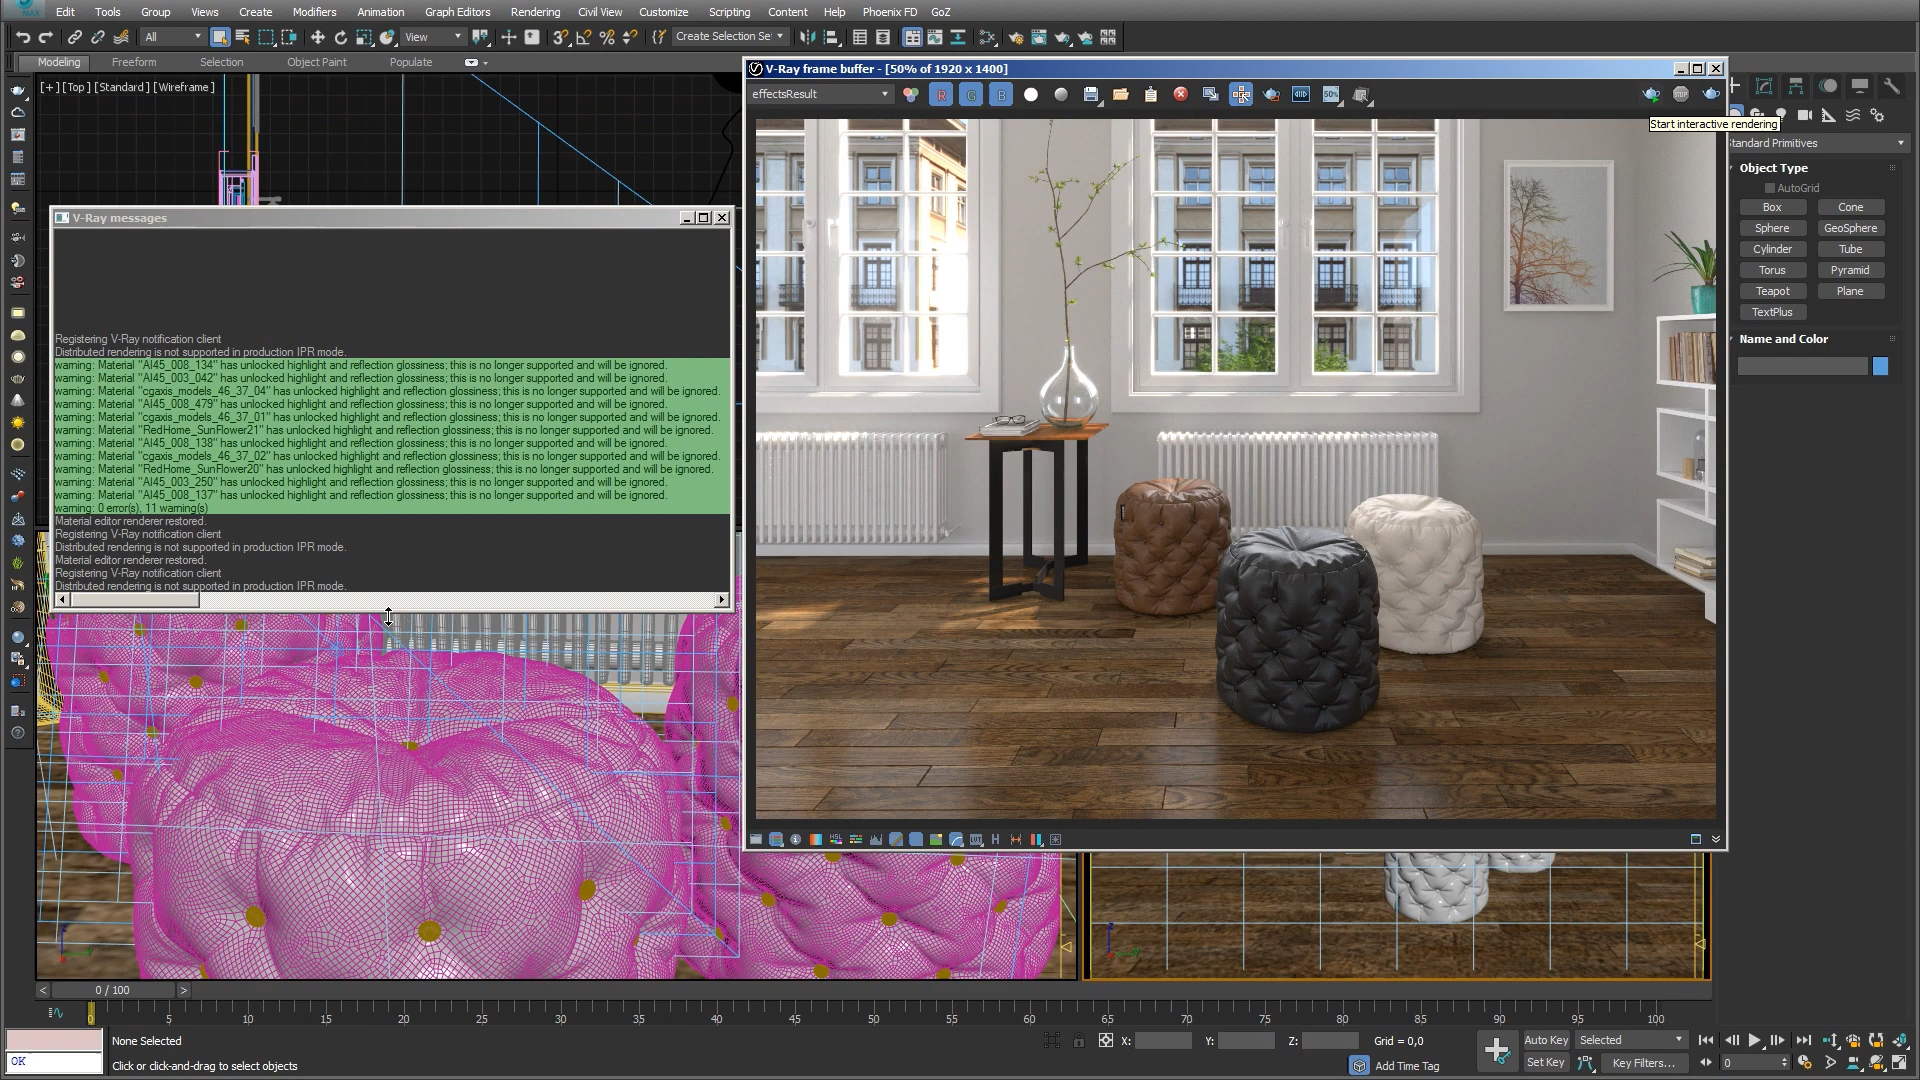 Edit Tools Group Views Create Modifiers Animation Graph Editors Rendering Civil View Customize Scripting Content Help Phoenix FD GoZ
All View Create Selection Se
Modeling Freeform Selection Object Paint Populate
[+] [Top] [Standard] [Wireframe]
V-Ray frame buffer - [50% of 1920 x 1400]
effectsResult R G B 50%
Start interactive rendering
Standard Primitives
Object Type
AutoGrid
Box Cone
Sphere GeoSphere
Cylinder Tube
Torus Pyramid
Teapot Plane
TextPlus
Name and Color
V-Ray messages
Registering V-Ray notification client
Distributed rendering is not supported in production IPR mode.
warning: Material "AI45_008_134" has unlocked highlight and reflection glossiness; this is no longer supported and will be ignored.
warning: Material "AI45_003_042" has unlocked highlight and reflection glossiness; this is no longer supported and will be ignored.
warning: Material "cgaxis_models_46_37_04" has unlocked highlight and reflection glossiness; this is no longer supported and will be ignored.
warning: Material "AI45_008_479" has unlocked highlight and reflection glossiness; this is no longer supported and will be ignored.
warning: Material "cgaxis_models_46_37_01" has unlocked highlight and reflection glossiness; this is no longer supported and will be ignored.
warning: Material "RedHome_SunFlower21" has unlocked highlight and reflection glossiness; this is no longer supported and will be ignored.
warning: Material "AI45_008_138" has unlocked highlight and reflection glossiness; this is no longer supported and will be ignored.
warning: Material "cgaxis_models_46_37_02" has unlocked highlight and reflection glossiness; this is no longer supported and will be ignored.
warning: Material "RedHome_SunFlower20" has unlocked highlight and reflection glossiness; this is no longer supported and will be ignored.
warning: Material "AI45_003_250" has unlocked highlight and reflection glossiness; this is no longer supported and will be ignored.
warning: Material "AI45_008_137" has unlocked highlight and reflection glossiness; this is no longer supported and will be ignored.
warning: 0 error(s), 11 warning(s)
Material editor renderer restored.
Registering V-Ray notification client
Distributed rendering is not supported in production IPR mode.
Material editor renderer restored.
Registering V-Ray notification client
Distributed rendering is not supported in production IPR mode.
HSL H
0 / 100
0 5 10 15 20 25 30 35 40 45 50 55 60 65 70 75 80 85 90 95 100
None Selected X: Y: Z: Grid = 0,0 Auto Key Selected
OK
Click or click-and-drag to select objects Add Time Tag Set Key Key Filters... 0